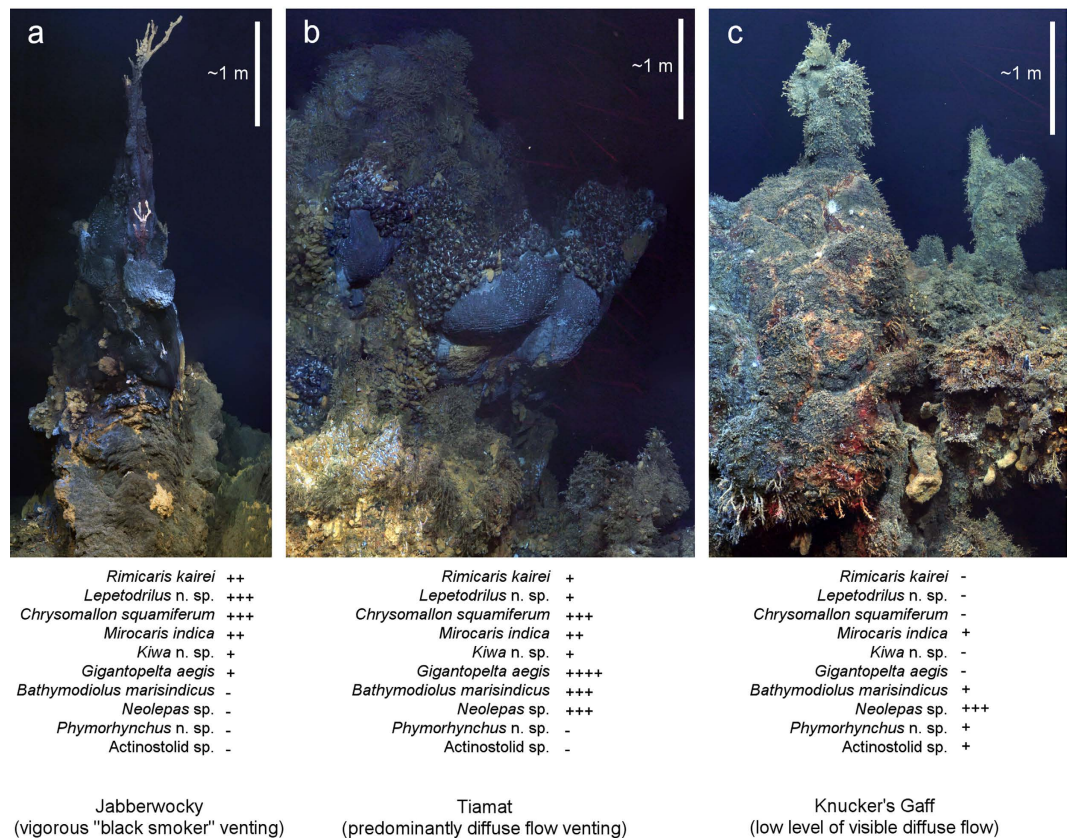 a
~1 m
b
~1 m
c
~1 m
Rimicaris kairei ++
Lepetodrilus n. sp. +++
Chrysomallon squamiferum +++
Mirocaris indica ++
Kiwa n. sp. +
Gigantopelta aegis +
Bathymodiolus marisindicus -
Neolepas sp. -
Phymorhynchus n. sp. -
Actinostolid sp. -
Jabberwocky
(vigorous "black smoker" venting)
Rimicaris kairei +
Lepetodrilus n. sp. +
Chrysomallon squamiferum +++
Mirocaris indica ++
Kiwa n. sp. +
Gigantopelta aegis ++++
Bathymodiolus marisindicus +++
Neolepas sp. +++
Phymorhynchus n. sp. -
Actinostolid sp. -
Tiamat
(predominantly diffuse flow venting)
Rimicaris kairei -
Lepetodrilus n. sp. -
Chrysomallon squamiferum -
Mirocaris indica +
Kiwa n. sp. -
Gigantopelta aegis -
Bathymodiolus marisindicus +
Neolepas sp. +++
Phymorhynchus n. sp. +
Actinostolid sp. +
Knucker's Gaff
(low level of visible diffuse flow)